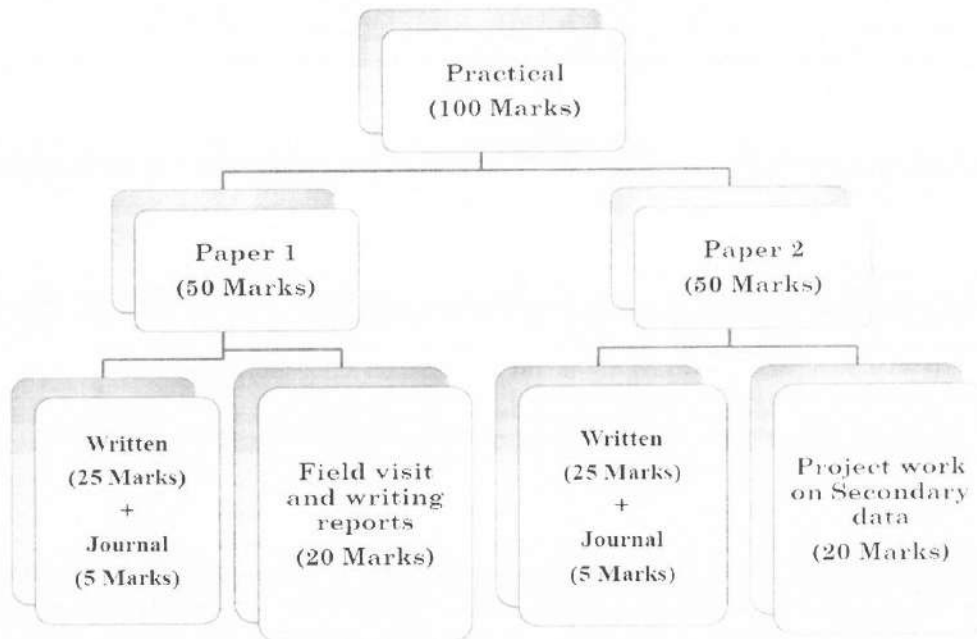 Practical
(100 Marks)
Paper 1
(50 Marks)
Paper 2
(50 Marks)
Written
(25 Marks)
+
Journal
(5 Marks)
Field visit
and writing
reports
(20 Marks)
Written
(25 Marks)
+
Journal
(5 Marks)
Project work
on Secondary
data
(20 Marks)